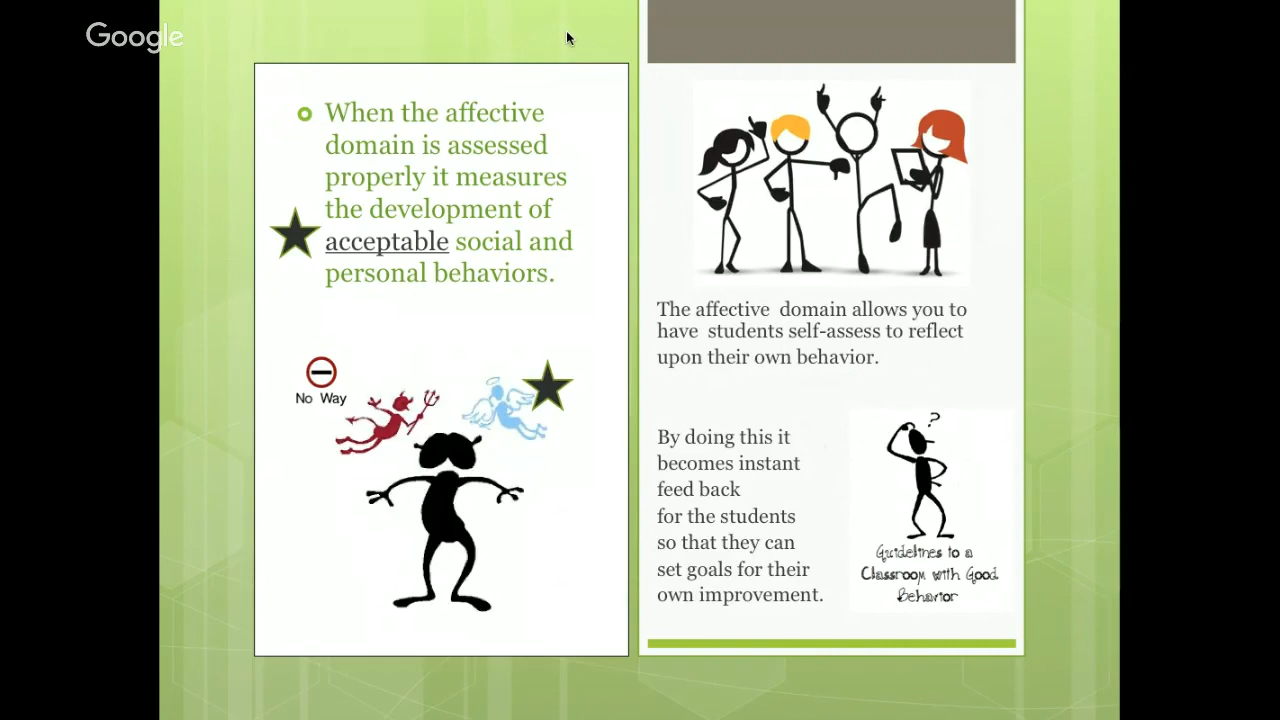 Google
When the affective
domain is assessed
properly it measures
the development of
acceptable social and
personal behaviors.
No Way
The affective domain allows you to
have students self-assess to reflect
upon their own behavior.
By doing this it
becomes instant
feed back
for the students
so that they can
set goals for their
own improvement.
?
Guidelines to a
Classroom with Good
Behavior